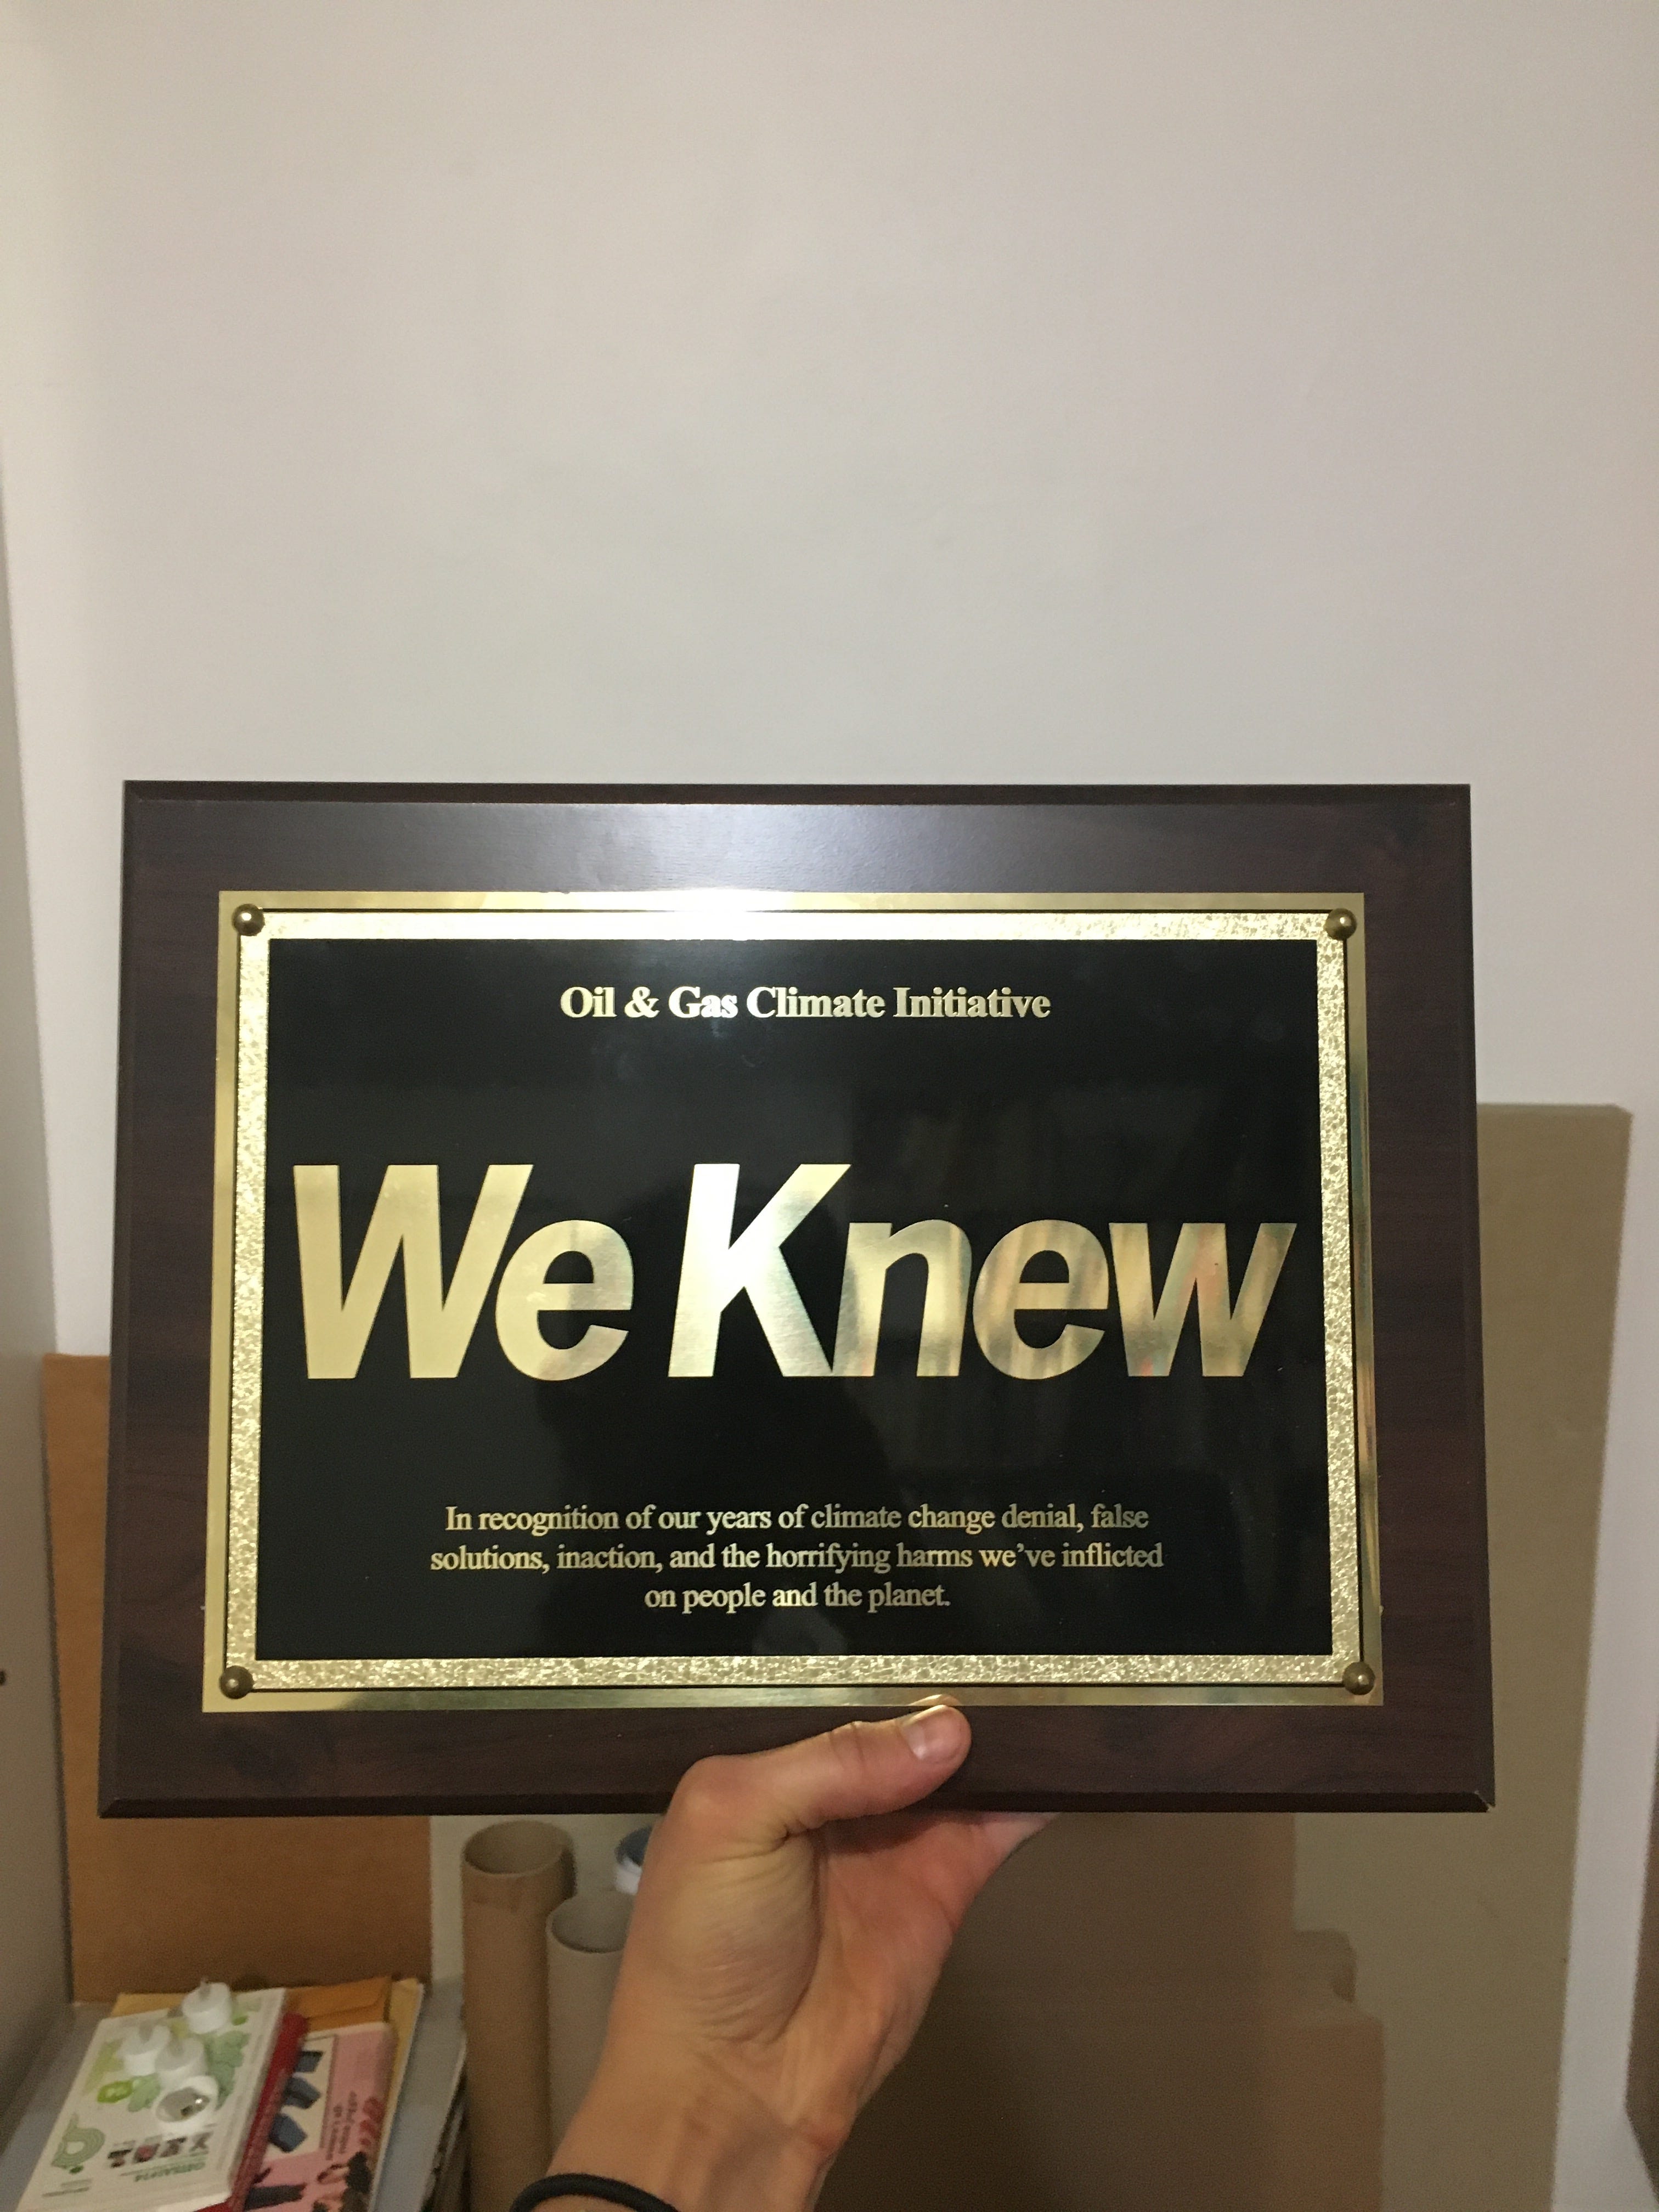 Oil & Gas Climate Initiative
We Knew
In recognition of our years of climate change denial, false
solutions, inaction, and the horrifying harms we've inflicted
on people and the planet.